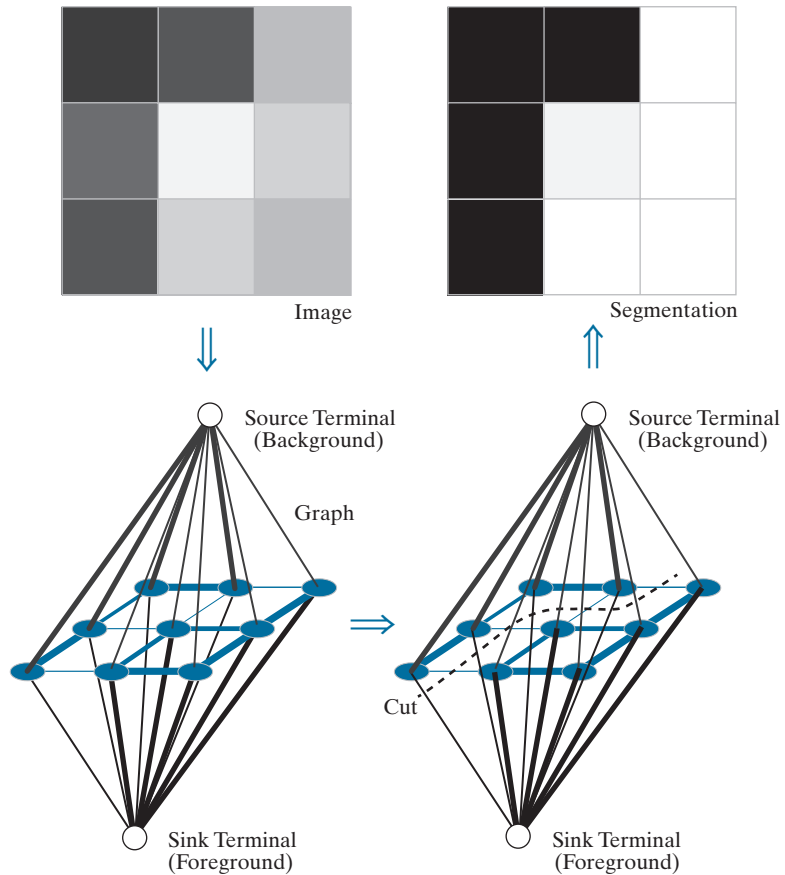 Image
Segmentation
Source Terminal
(Background)
Graph
Sink Terminal
(Foreground)
Source Terminal
(Background)
Cut
Sink Terminal
(Foreground)